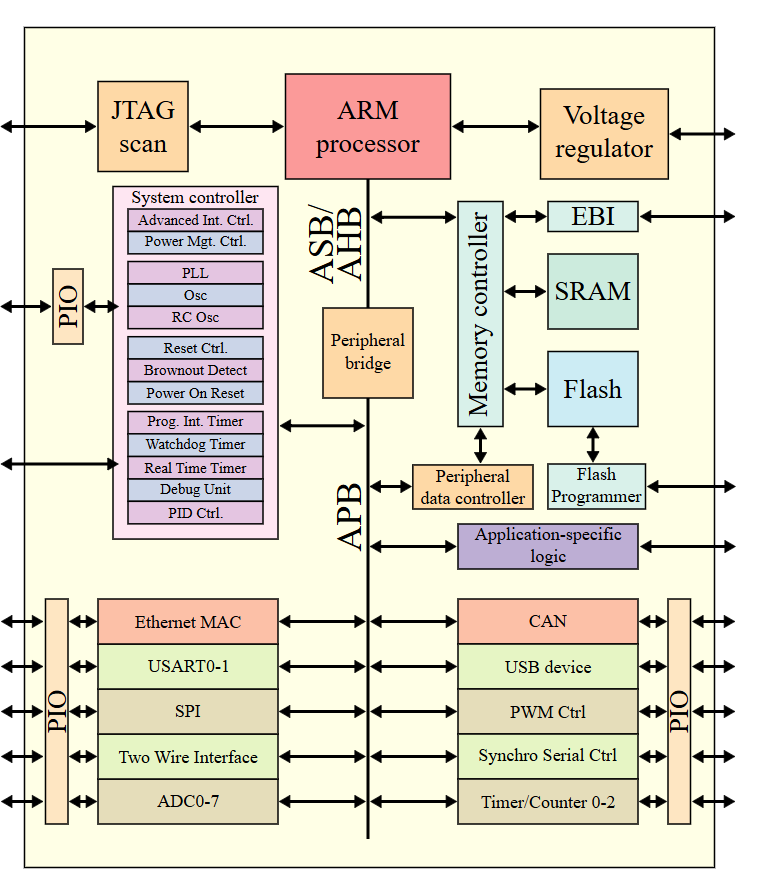 JTAG
scan
ARM
processor
Voltage
regulator
System controller
Advanced Int. Ctrl.
Power Mgt. Ctrl.
PLL
Osc
RC Osc
Reset Ctrl.
Brownout Detect
Power On Reset
Prog. Int. Timer
Watchdog Timer
Real Time Timer
Debug Unit
PID Ctrl.
PIO
ASB/
AHB
Peripheral
bridge
APB
Memory controller
EBI
SRAM
Flash
Peripheral
data controller
Flash
Programmer
Application-specific
logic
PIO
Ethernet MAC
USART0-1
SPI
Two Wire Interface
ADC0-7
CAN
USB device
PWM Ctrl
Synchro Serial Ctrl
Timer/Counter 0-2
PIO